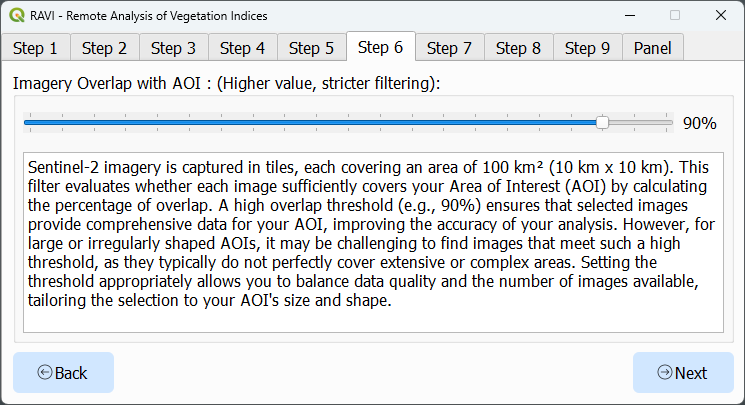 RAVI - Remote Analysis of Vegetation Indices
Step 1 Step 2 Step 3 Step 4 Step 5 Step 6 Step 7 Step 8 Step 9 Panel
Imagery Overlap with AOI : (Higher value, stricter filtering):
90%
Sentinel-2 imagery is captured in tiles, each covering an area of 100 km² (10 km x 10 km). This
filter evaluates whether each image sufficiently covers your Area of Interest (AOI) by calculating
the percentage of overlap. A high overlap threshold (e.g., 90%) ensures that selected images
provide comprehensive data for your AOI, improving the accuracy of your analysis. However, for
large or irregularly shaped AOIs, it may be challenging to find images that meet such a high
threshold, as they typically do not perfectly cover extensive or complex areas. Setting the
threshold appropriately allows you to balance data quality and the number of images available,
tailoring the selection to your AOI's size and shape.
Back Next